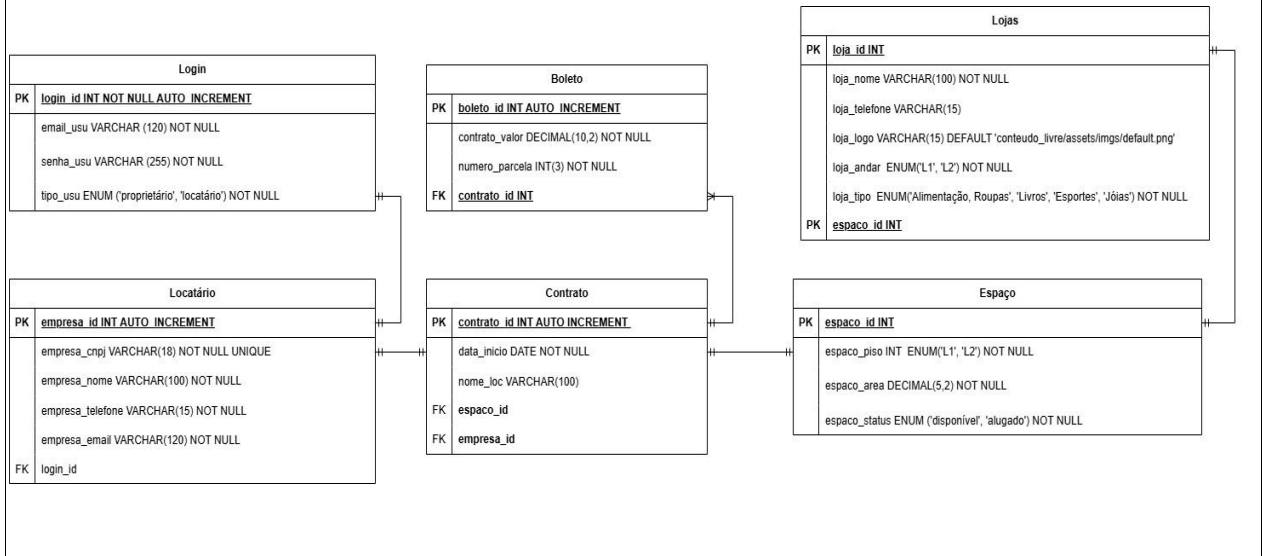 Login
PK login_id INT NOT NULL AUTO_INCREMENT
email_usu VARCHAR (120) NOT NULL
senha_usu VARCHAR (255) NOT NULL
tipo_usu ENUM ('proprietário', 'locatário') NOT NULL
Boleto
PK boleto_id INT AUTO_INCREMENT
contrato_valor DECIMAL(10,2) NOT NULL
numero_parcela INT(3) NOT NULL
FK contrato_id INT
Lojas
PK loja_id INT
loja_nome VARCHAR(100) NOT NULL
loja_telefone VARCHAR(15)
loja_logo VARCHAR(15) DEFAULT 'conteudo_livre/assets/imgs/default.png'
loja_andar ENUM('L1', 'L2') NOT NULL
loja_tipo ENUM('Alimentação, Roupas', 'Livros', 'Esportes', 'Jóias') NOT NULL
PK espaco_id INT
Locatário
PK empresa_id INT AUTO_INCREMENT
empresa_cnpj VARCHAR(18) NOT NULL UNIQUE
empresa_nome VARCHAR(100) NOT NULL
empresa_telefone VARCHAR(15) NOT NULL
empresa_email VARCHAR(120) NOT NULL
FK login_id
Contrato
PK contrato_id INT AUTO INCREMENT
data_inicio DATE NOT NULL
nome_loc VARCHAR(100)
FK espaco_id
FK empresa_id
Espaço
PK espaco_id INT
espaco_piso INT ENUM('L1', 'L2') NOT NULL
espaco_area DECIMAL(5,2) NOT NULL
espaco_status ENUM ('disponível', 'alugado') NOT NULL